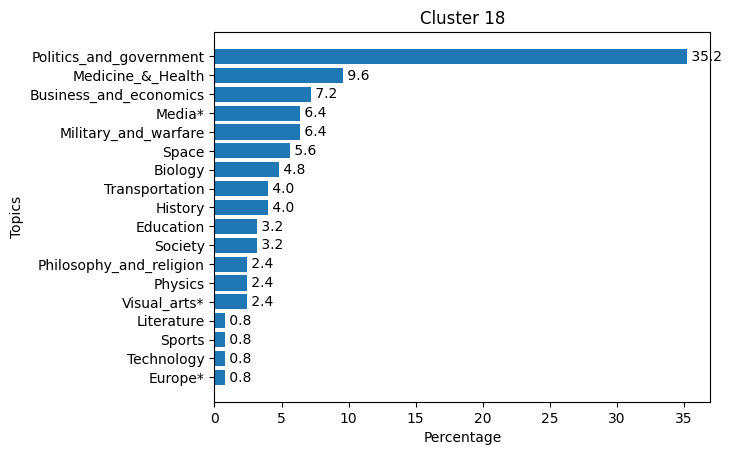 Cluster 18
Topics
Politics_and_government 35.2
Medicine_&_Health 9.6
Business_and_economics 7.2
Media* 6.4
Military_and_warfare 6.4
Space 5.6
Biology 4.8
Transportation 4.0
History 4.0
Education 3.2
Society 3.2
Philosophy_and_religion 2.4
Physics 2.4
Visual_arts* 2.4
Literature 0.8
Sports 0.8
Technology 0.8
Europe* 0.8
0 5 10 15 20 25 30 35
Percentage